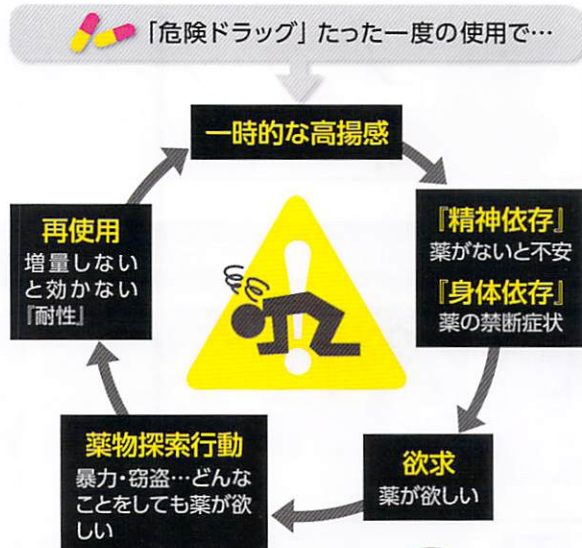 「危険ドラッグ」たった一度の使用で…
一時的な高揚感
『精神依存』
薬がないと不安
『身体依存』
薬の禁断症状
欲求
薬が欲しい
薬物探索行動
暴力・窃盗…どんな
ことをしても薬が欲
しい
再使用
増量しない
と効かない
『耐性』